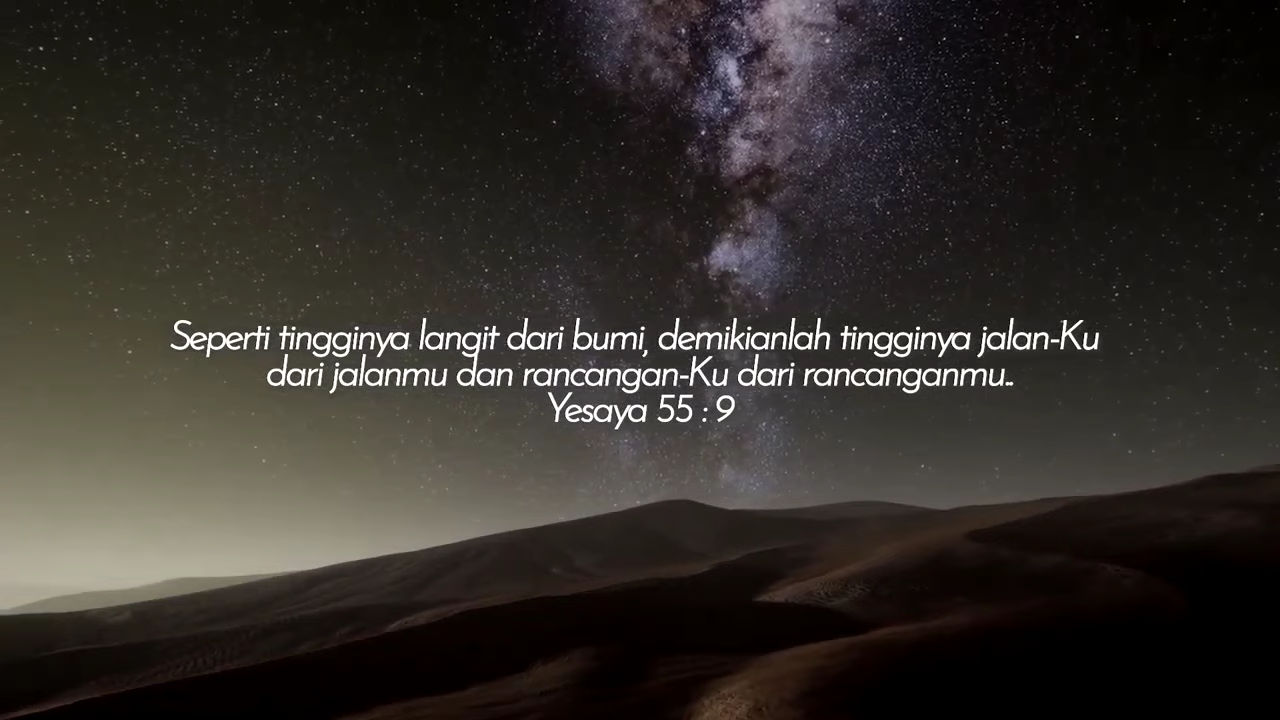 Seperti tingginya langit dari bumi, demikianlah tingginya jalan-Ku
dari jalanmu dan rancangan-Ku dari rancanganmu..
Yesaya 55 : 9